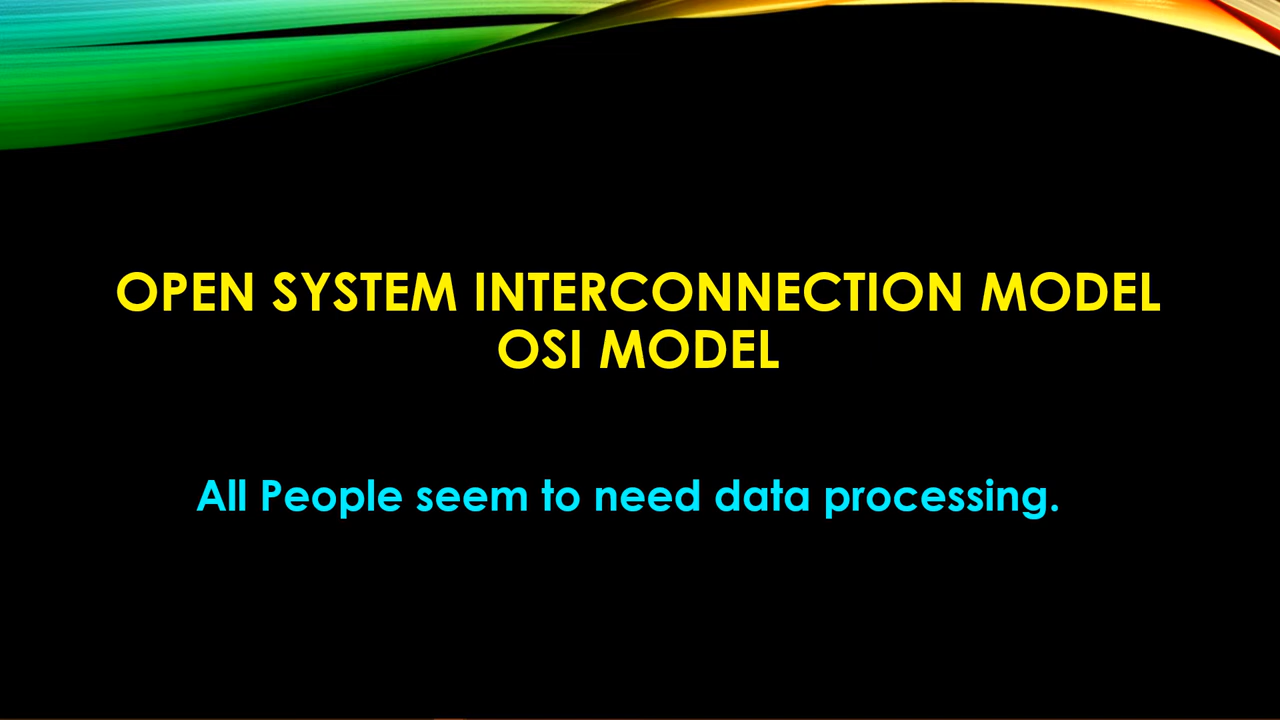 OPEN SYSTEM INTERCONNECTION MODEL
OSI MODEL
All People seem to need data processing.